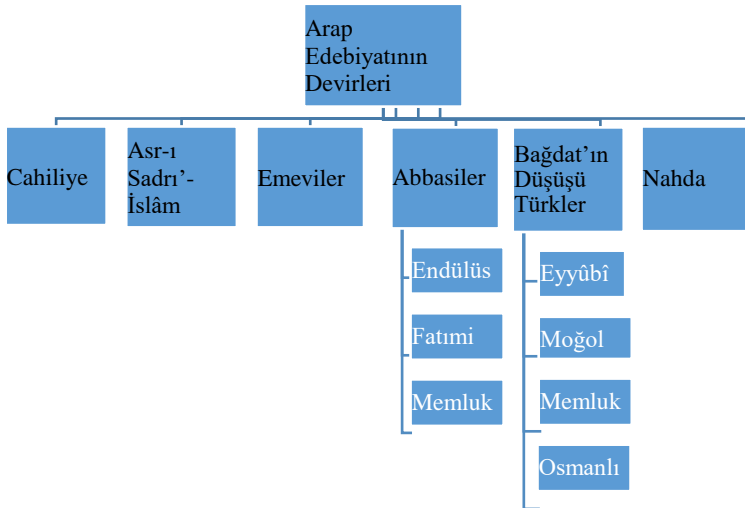 Arap
Edebiyatının
Devirleri
Cahiliye
Asr-ı
Sadrı’-
İslâm
Emeviler
Abbasiler
Bağdat’ın
Düşüşü
Türkler
Nahda
Endülüs
Fatımi
Memluk
Eyyûbî
Moğol
Memluk
Osmanlı